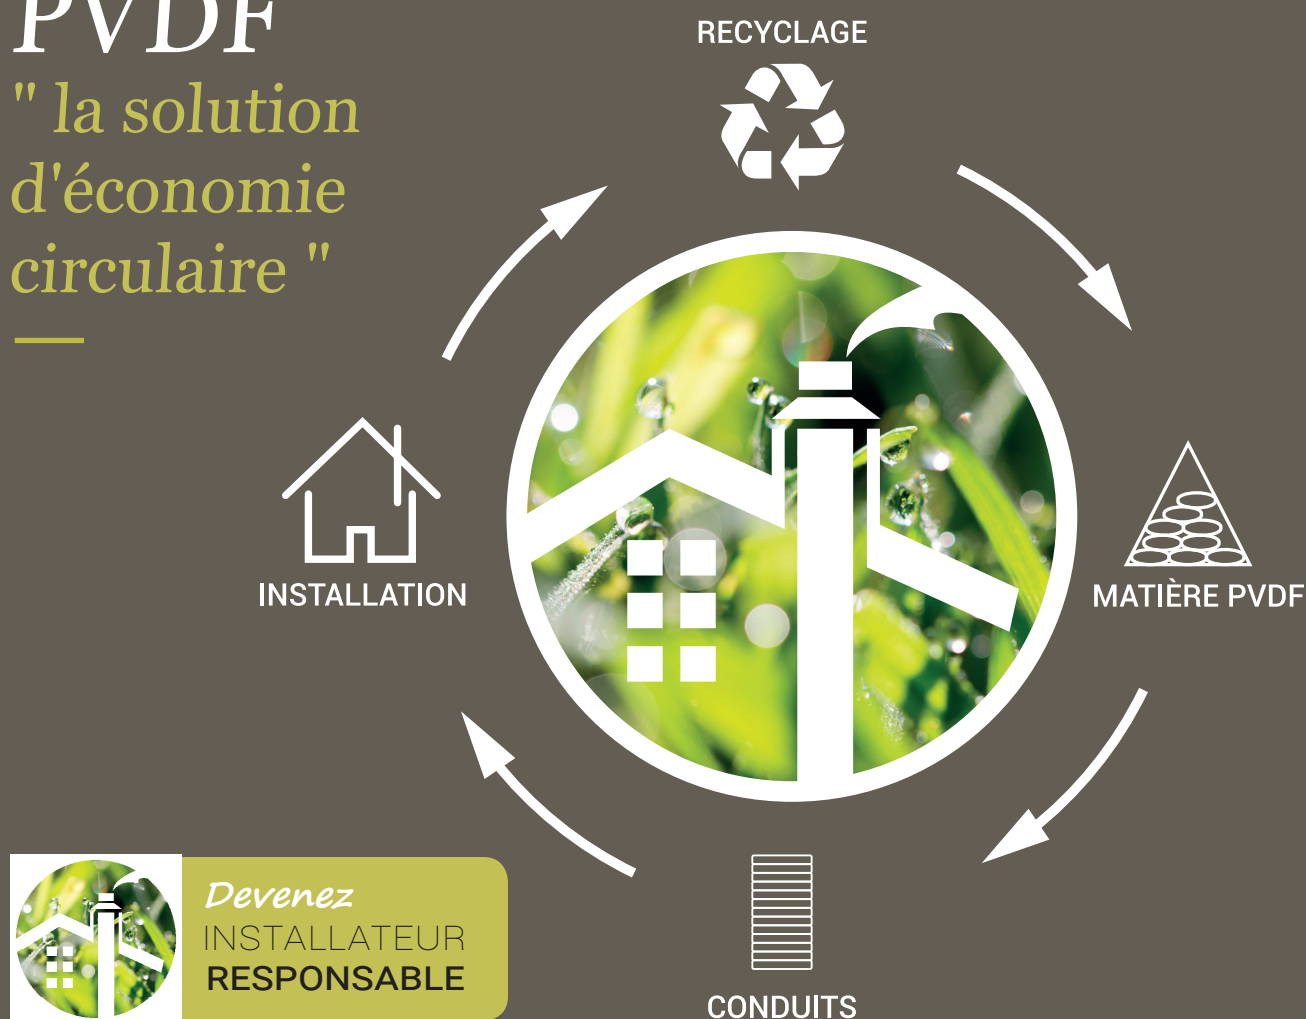 PVDF
" la solution
d'économie
circulaire "
RECYCLAGE
INSTALLATION
MATIÈRE PVDF
CONDUITS
Devenez
INSTALLATEUR
RESPONSABLE